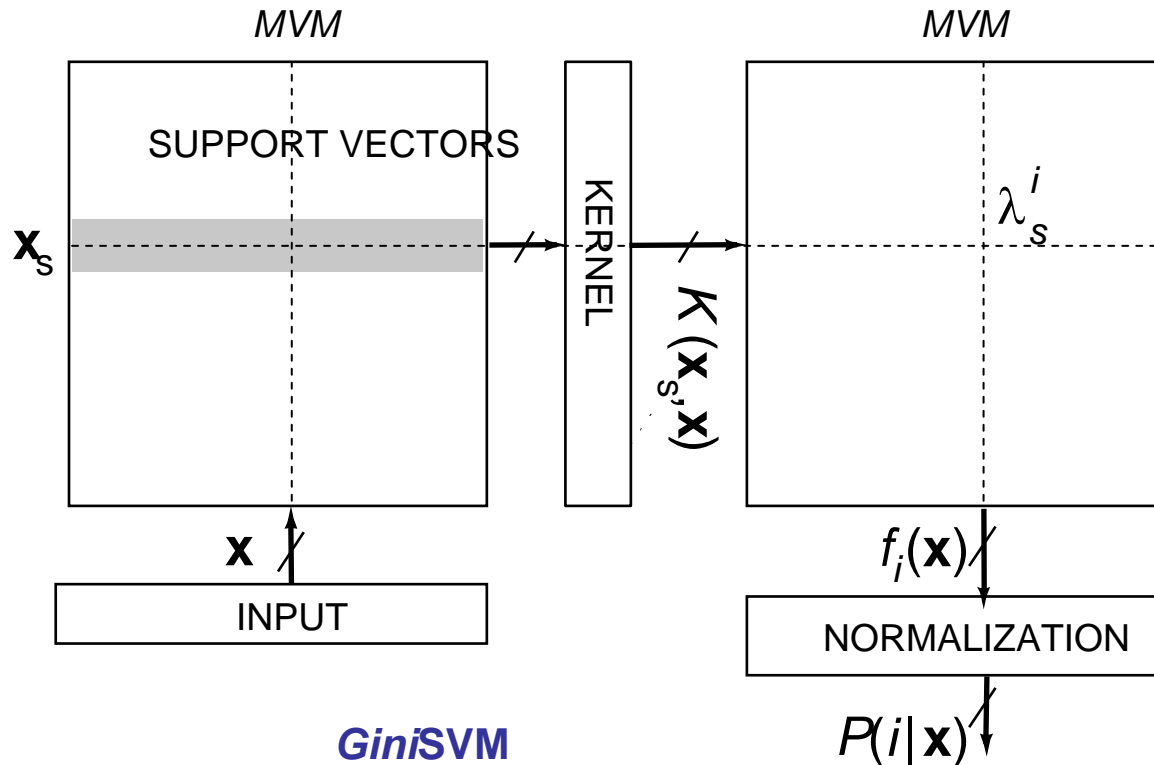 MVM
MVM
SUPPORT VECTORS
KERNEL
λ_s^i
x_s
K(x_s,x)
x
f_i(x)
INPUT
NORMALIZATION
GiniSVM
P(i|x)